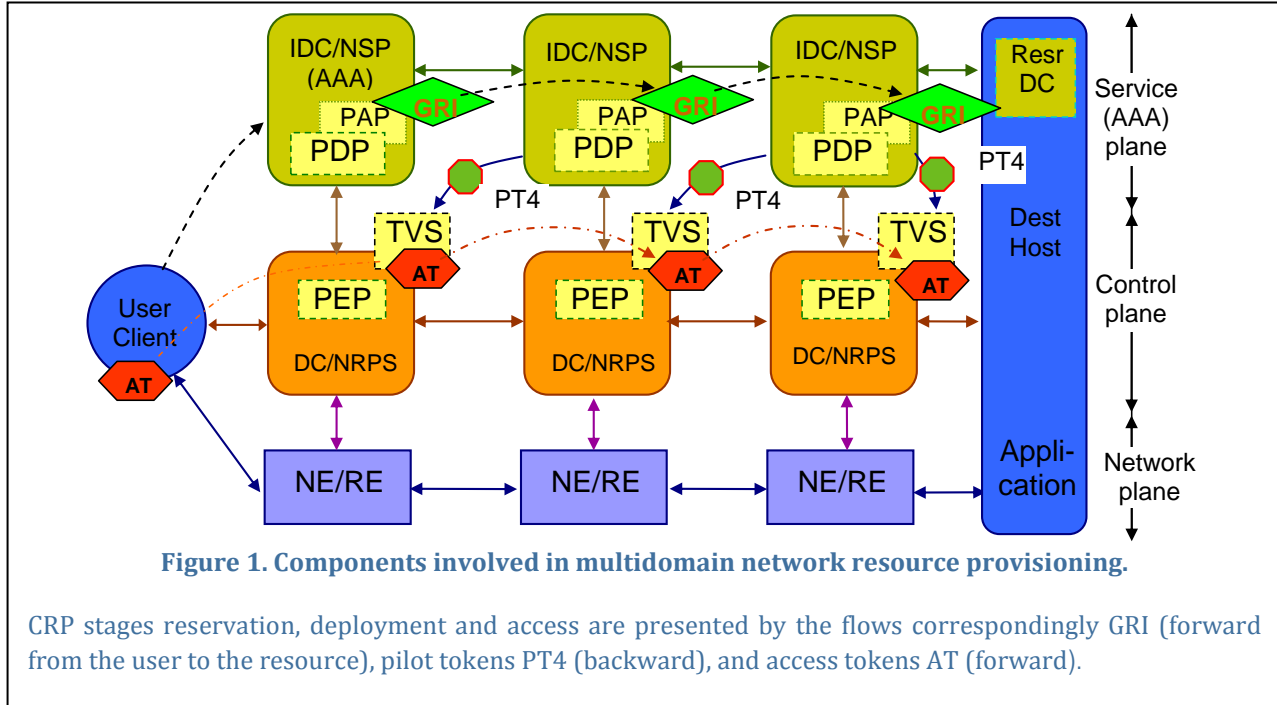 IDC/NSP
(AAA)
PAP
PDP
GRI
IDC/NSP
PAP
PDP
GRI
IDC/NSP
PAP
PDP
GRI
Resr
DC
Service
(AAA)
plane
PT4
PT4
PT4
TVS
AT
TVS
AT
TVS
AT
Dest
Host
Control
plane
User
Client
AT
PEP
DC/NRPS
PEP
DC/NRPS
PEP
DC/NRPS
NE/RE
NE/RE
NE/RE
Appli-
cation
Network
plane
Figure 1. Components involved in multidomain network resource provisioning.
CRP stages reservation, deployment and access are presented by the flows correspondingly GRI (forward
from the user to the resource), pilot tokens PT4 (backward), and access tokens AT (forward).